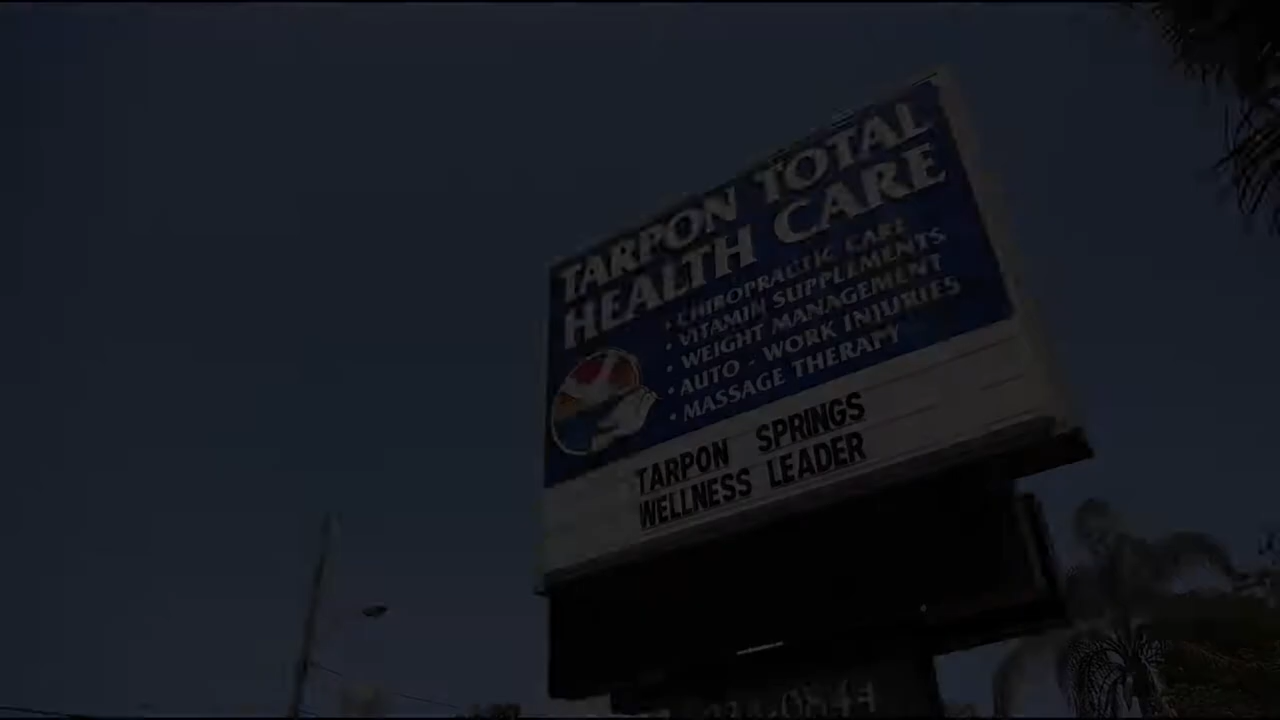 TARPON TOTAL
HEALTH CARE
• CHIROPRACTIC CARE
• VITAMIN SUPPLEMENTS
• WEIGHT MANAGEMENT
• AUTO - WORK INJURIES
• MASSAGE THERAPY
TARPON SPRINGS
WELLNESS LEADER